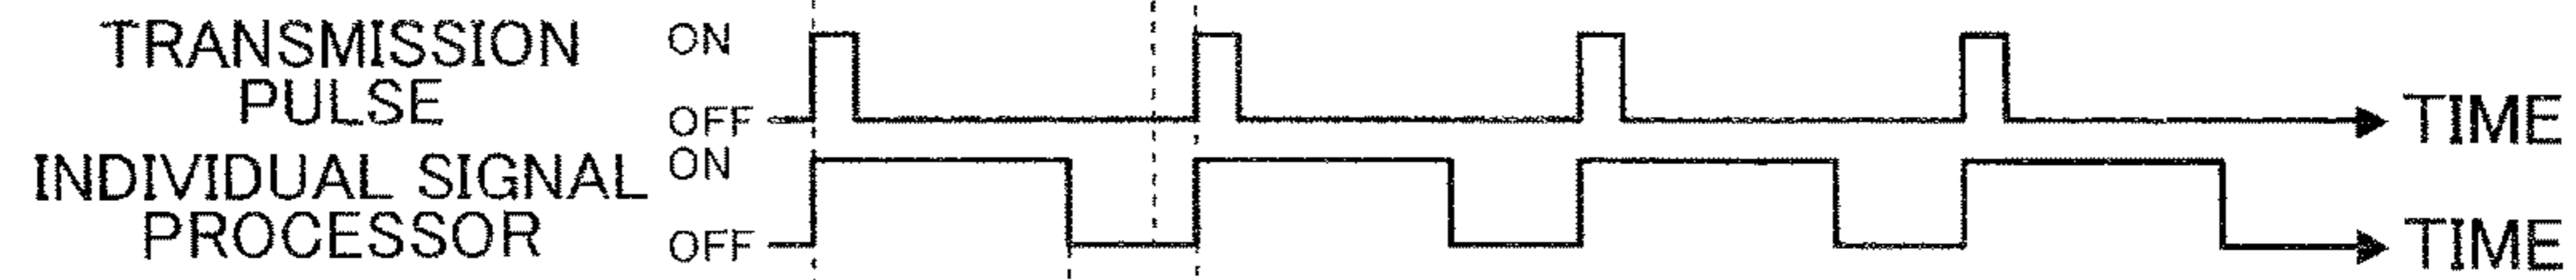 TRANSMISSION
PULSE
ON
OFF
TIME
INDIVIDUAL SIGNAL
PROCESSOR
ON
OFF
TIME